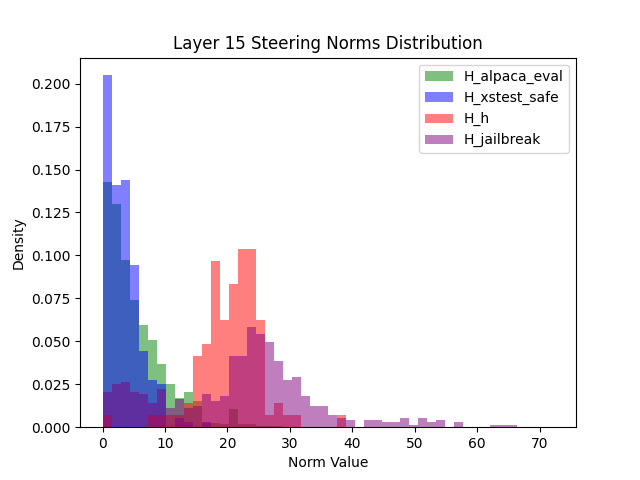 Layer 15 Steering Norms Distribution
H_alpaca_eval
H_xstest_safe
H_h
H_jailbreak
0.200
0.175
0.150
0.125
0.100
0.075
0.050
0.025
0.000
Density
0 10 20 30 40 50 60 70
Norm Value